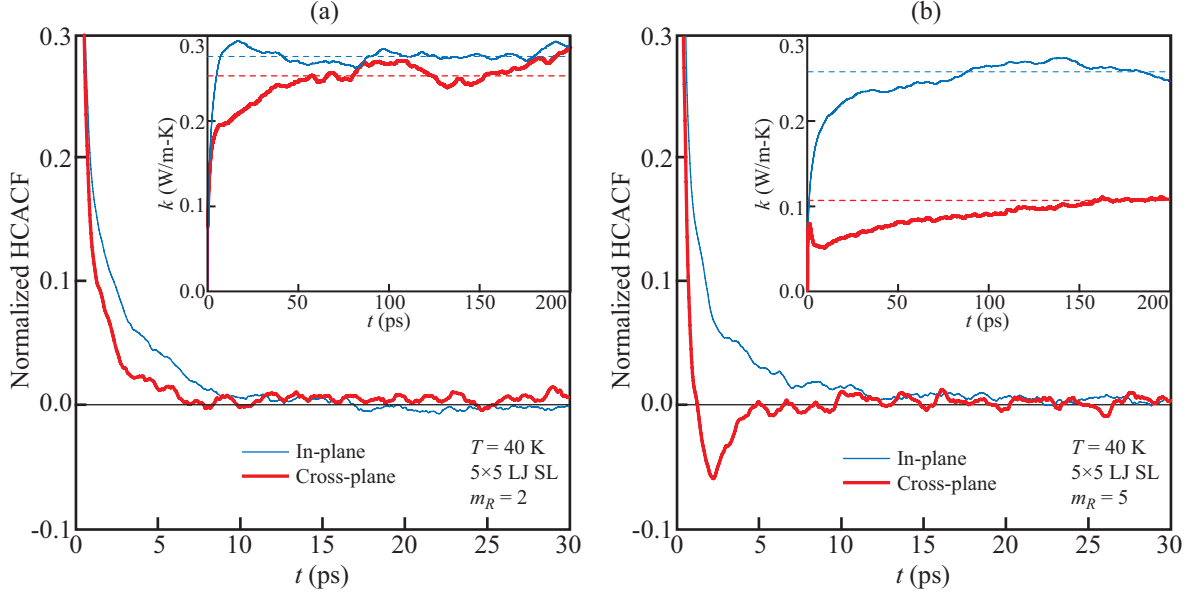 (a)
0.3
0.2
0.1
0.0
-0.1
Normalized HCACF
0 5 10 15 20 25 30
t (ps)
0.3
0.2
0.1
0.0
k (W/m-K)
0 50 100 150 200
t (ps)
In-plane
Cross-plane
T = 40 K
5×5 LJ SL
m_R = 2
(b)
0.3
0.2
0.1
0.0
-0.1
Normalized HCACF
0 5 10 15 20 25 30
t (ps)
0.3
0.2
0.1
0.0
k (W/m-K)
0 50 100 150 200
t (ps)
In-plane
Cross-plane
T = 40 K
5×5 LJ SL
m_R = 5